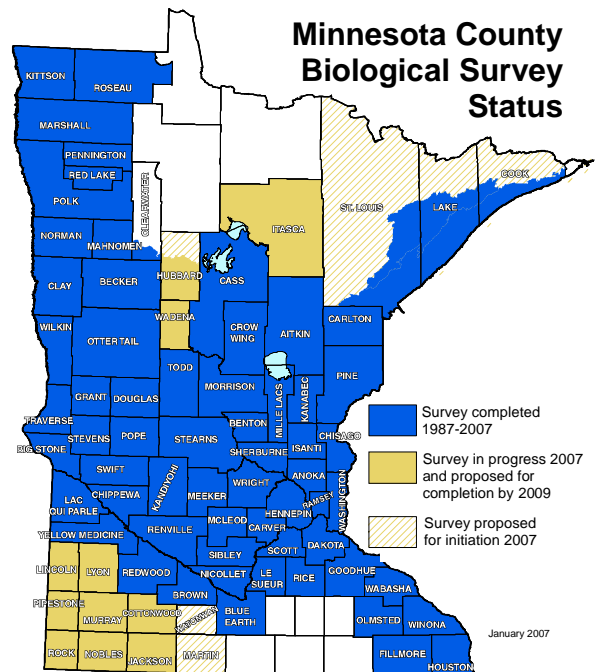 Minnesota County
Biological Survey
Status
KITTSON
ROSEAU
MARSHALL
PENNINGTON
RED LAKE
POLK
CLEARWATER
NORMAN
MAHNOMEN
ITASCA
ST. LOUIS
LAKE
COOK
CLAY
BECKER
HUBBARD
CASS
WILKIN
OTTER TAIL
WADENA
CROW
WING
AITKIN
CARLTON
TODD
MORRISON
MILLE LACS
KANABEC
PINE
GRANT
DOUGLAS
TRAVERSE
BIG STONE
STEVENS
POPE
STEARNS
BENTON
SHERBURNE
ISANTI
CHISAGO
SWIFT
KANDIYOHI
MEEKER
WRIGHT
ANOKA
RAMSEY
WASHINGTON
LAC
QUI PARLE
CHIPPEWA
HENNEPIN
MCLEOD
CARVER
RENVILLE
YELLOW MEDICINE
SIBLEY
SCOTT
DAKOTA
LINCOLN
LYON
REDWOOD
NICOLLET
LE
SUEUR
RICE
GOODHUE
WABASHA
BROWN
PIPESTONE
MURRAY
COTTONWOOD
WATONWAN
BLUE
EARTH
OLMSTED
WINONA
ROCK
NOBLES
JACKSON
MARTIN
FILLMORE
HOUSTON
Survey completed
1987-2007
Survey in progress 2007
and proposed for
completion by 2009
Survey proposed
for initiation 2007
January 2007